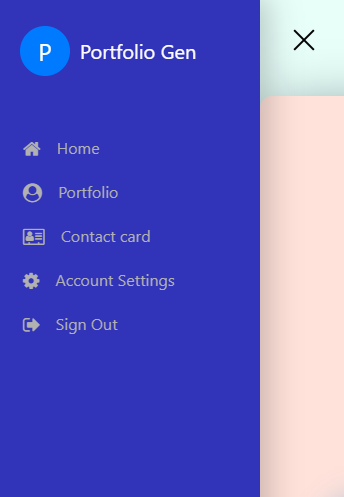 P
Portfolio Gen
Home
Portfolio
Contact card
Account Settings
Sign Out